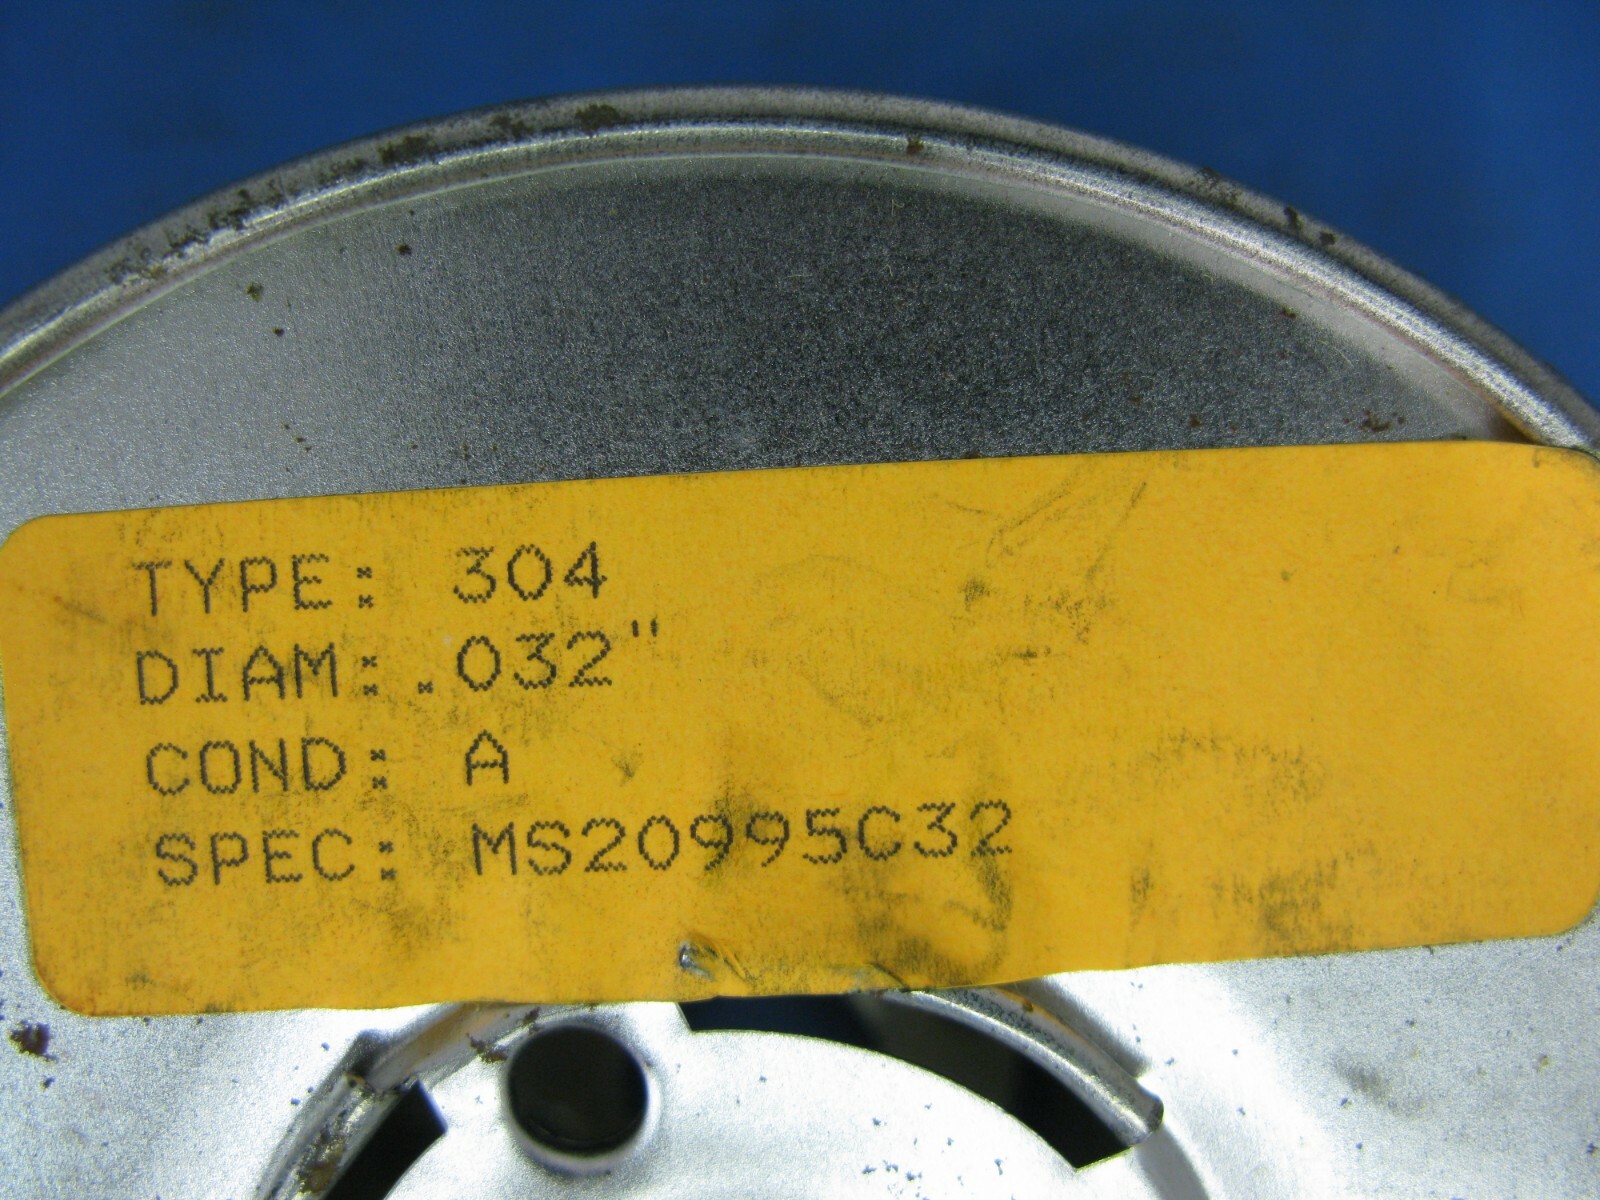 TYPE: 304
DIAM: .032"
COND: A
SPEC: MS20995C32